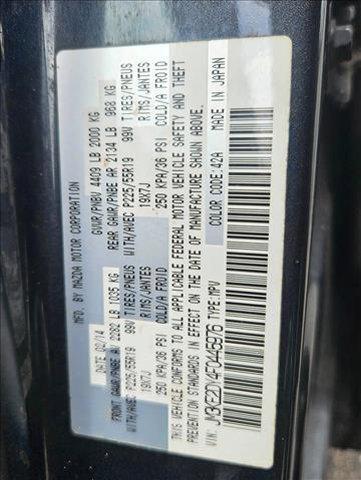 MFD. BY MAZDA MOTOR CORPORATION
DATE 02/14 GVWR/PNBV 4409 LB 2000 KG
FRONT GAWR/PNBE AV 2282 LB 1035 KG REAR GAWR/PNBE AR 2134 LB 968 KG
WITH/AVEC P225/55R19 99V TIRES/PNEUS WITH/AVEC P225/55R19 99V TIRES/PNEUS
19X7J RIMS/JANTES 19X7J RIMS/JANTES
250 KPA/36 PSI COLD/A FROID 250 KPA/36 PSI COLD/A FROID
THIS VEHICLE CONFORMS TO ALL APPLICABLE FEDERAL MOTOR VEHICLE SAFETY AND THEFT
PREVENTION STANDARDS IN EFFECT ON THE DATE OF MANUFACTURE SHOWN ABOVE.
TYPE:MPV COLOR CODE:42A MADE IN JAPAN
VIN: